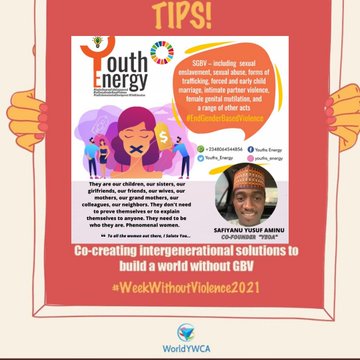 TIPS!
Youth
Energy
SGBV – including sexual
enslavement, sexual abuse, forms of
trafficking, forced and early child
marriage, intimate partner violence,
female genital mutilation, and
a range of other acts
#EndGenderBasedViolence
+2348064544856
Youths Energy
Youths_Energy
youths_energy
They are our children, our sisters, our
girlfriends, our friends, our wives, our
mothers, our grand mothers, our
colleagues, our neighbors. They don't need
to prove themselves or to explain
themselves to anyone. They need to be
who they are. Phenomenal women.
To all the women out there, I Salute You...
SAFIYANU YUSUF AMINU
CO-FOUNDER "YEOA"
Co-creating intergenerational solutions to
build a world without GBV
#WeekWithoutViolence2021
WorldYWCA